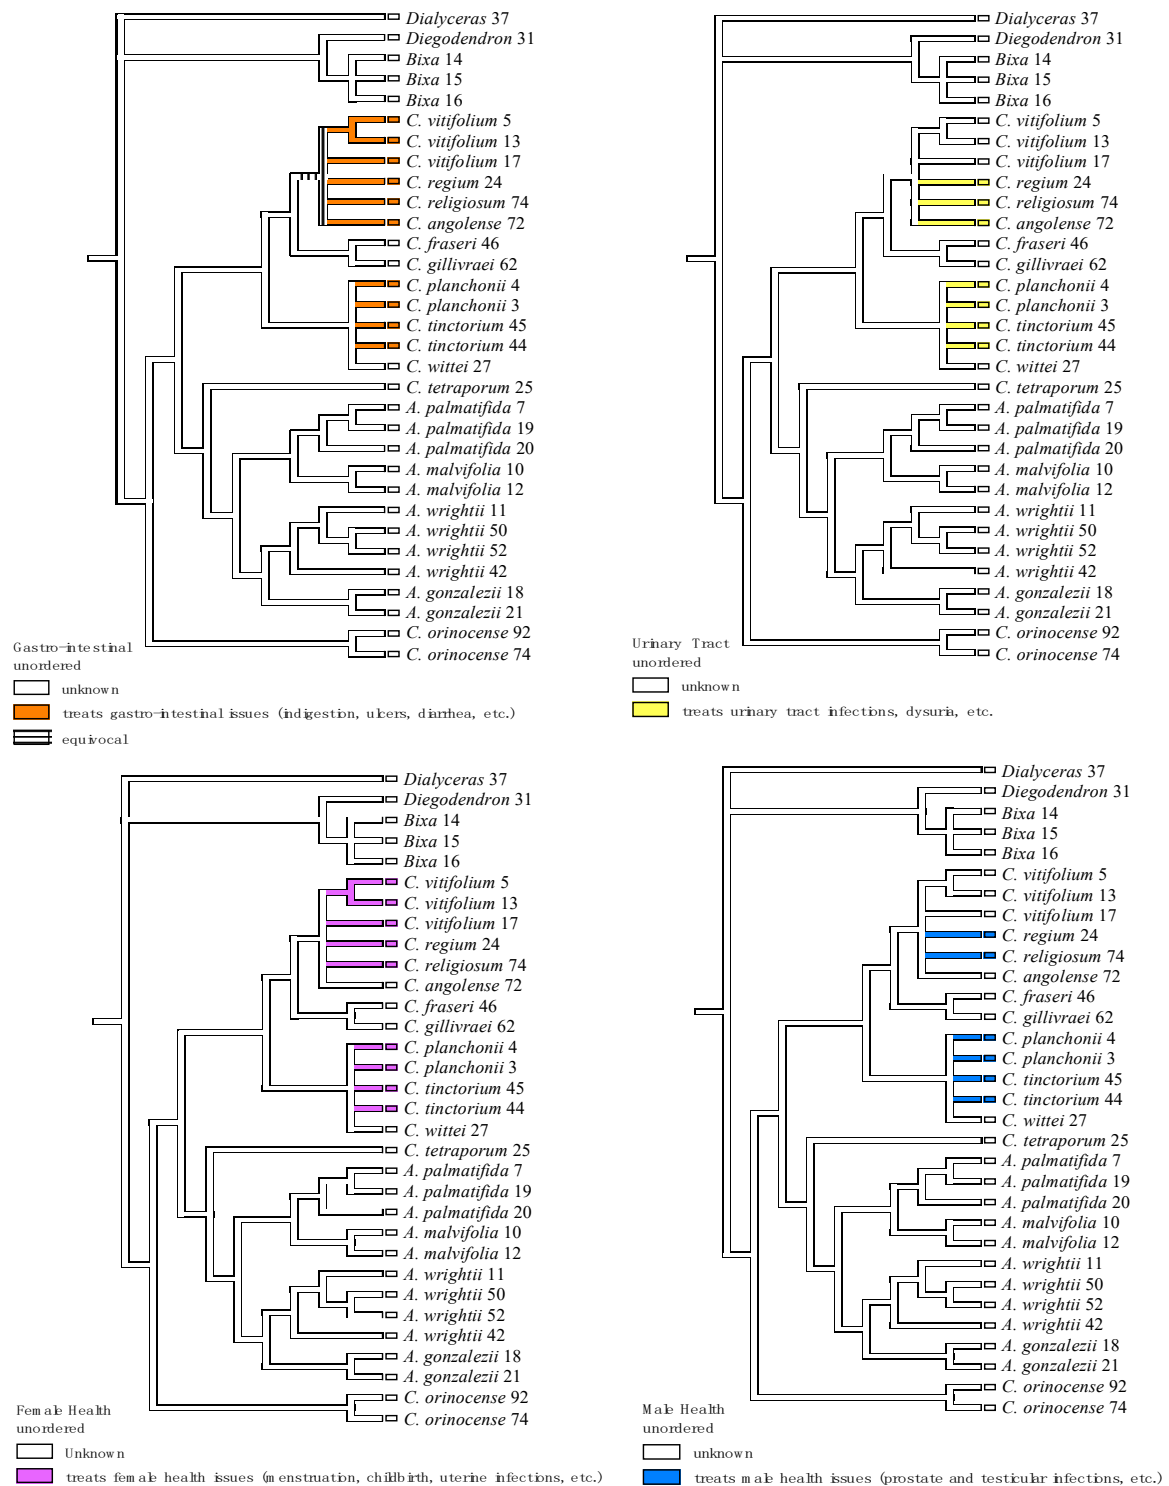 Dialyceras 37
Diegodendron 31
Bixa 14
Bixa 15
Bixa 16
C. vitifolium 5
C. vitifolium 13
C. vitifolium 17
C. regium 24
C. religiosum 74
C. angolense 72
C. fraseri 46
C. gillivraei 62
C. planchonii 4
C. planchonii 3
C. tinctorium 45
C. tinctorium 44
C. wittei 27
C. tetraporum 25
A. palmatifida 7
A. palmatifida 19
A. palmatifida 20
A. malvifolia 10
A. malvifolia 12
A. wrightii 11
A. wrightii 50
A. wrightii 52
A. wrightii 42
A. gonzalezii 18
A. gonzalezii 21
C. orinocense 92
C. orinocense 74
Gastro-intestinal
unordered
unknown
treats gastro-intestinal issues (indigestion, ulcers, diarrhea, etc.)
equivocal
Dialyceras 37
Diegodendron 31
Bixa 14
Bixa 15
Bixa 16
C. vitifolium 5
C. vitifolium 13
C. vitifolium 17
C. regium 24
C. religiosum 74
C. angolense 72
C. fraseri 46
C. gillivraei 62
C. planchonii 4
C. planchonii 3
C. tinctorium 45
C. tinctorium 44
C. wittei 27
C. tetraporum 25
A. palmatifida 7
A. palmatifida 19
A. palmatifida 20
A. malvifolia 10
A. malvifolia 12
A. wrightii 11
A. wrightii 50
A. wrightii 52
A. wrightii 42
A. gonzalezii 18
A. gonzalezii 21
C. orinocense 92
C. orinocense 74
Urinary Tract
unordered
unknown
treats urinary tract infections, dysuria, etc.
Dialyceras 37
Diegodendron 31
Bixa 14
Bixa 15
Bixa 16
C. vitifolium 5
C. vitifolium 13
C. vitifolium 17
C. regium 24
C. religiosum 74
C. angolense 72
C. fraseri 46
C. gillivraei 62
C. planchonii 4
C. planchonii 3
C. tinctorium 45
C. tinctorium 44
C. wittei 27
C. tetraporum 25
A. palmatifida 7
A. palmatifida 19
A. palmatifida 20
A. malvifolia 10
A. malvifolia 12
A. wrightii 11
A. wrightii 50
A. wrightii 52
A. wrightii 42
A. gonzalezii 18
A. gonzalezii 21
C. orinocense 92
C. orinocense 74
Female Health
unordered
Unknown
treats female health issues (menstruation, childbirth, uterine infections, etc.)
Dialyceras 37
Diegodendron 31
Bixa 14
Bixa 15
Bixa 16
C. vitifolium 5
C. vitifolium 13
C. vitifolium 17
C. regium 24
C. religiosum 74
C. angolense 72
C. fraseri 46
C. gillivraei 62
C. planchonii 4
C. planchonii 3
C. tinctorium 45
C. tinctorium 44
C. wittei 27
C. tetraporum 25
A. palmatifida 7
A. palmatifida 19
A. palmatifida 20
A. malvifolia 10
A. malvifolia 12
A. wrightii 11
A. wrightii 50
A. wrightii 52
A. wrightii 42
A. gonzalezii 18
A. gonzalezii 21
C. orinocense 92
C. orinocense 74
Male Health
unordered
unknown
treats male health issues (prostate and testicular infections, etc.)